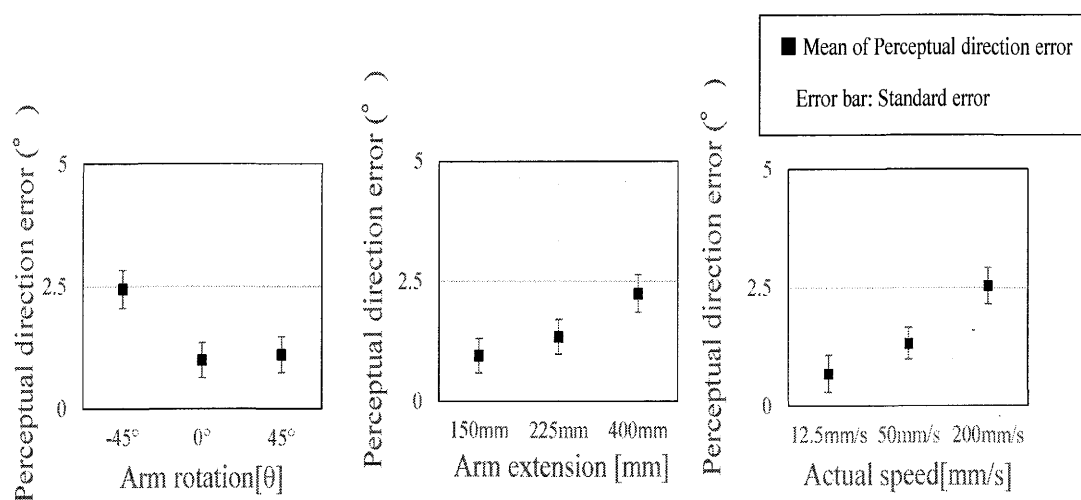 ■ Mean of Perceptual direction error
Error bar: Standard error
Perceptual direction error (°)
5
2.5
0
-45° 0° 45°
Arm rotation[θ]
Perceptual direction error (°)
5
2.5
0
150mm 225mm 400mm
Arm extension [mm]
Perceptual direction error (°)
5
2.5
0
12.5mm/s 50mm/s 200mm/s
Actual speed[mm/s]